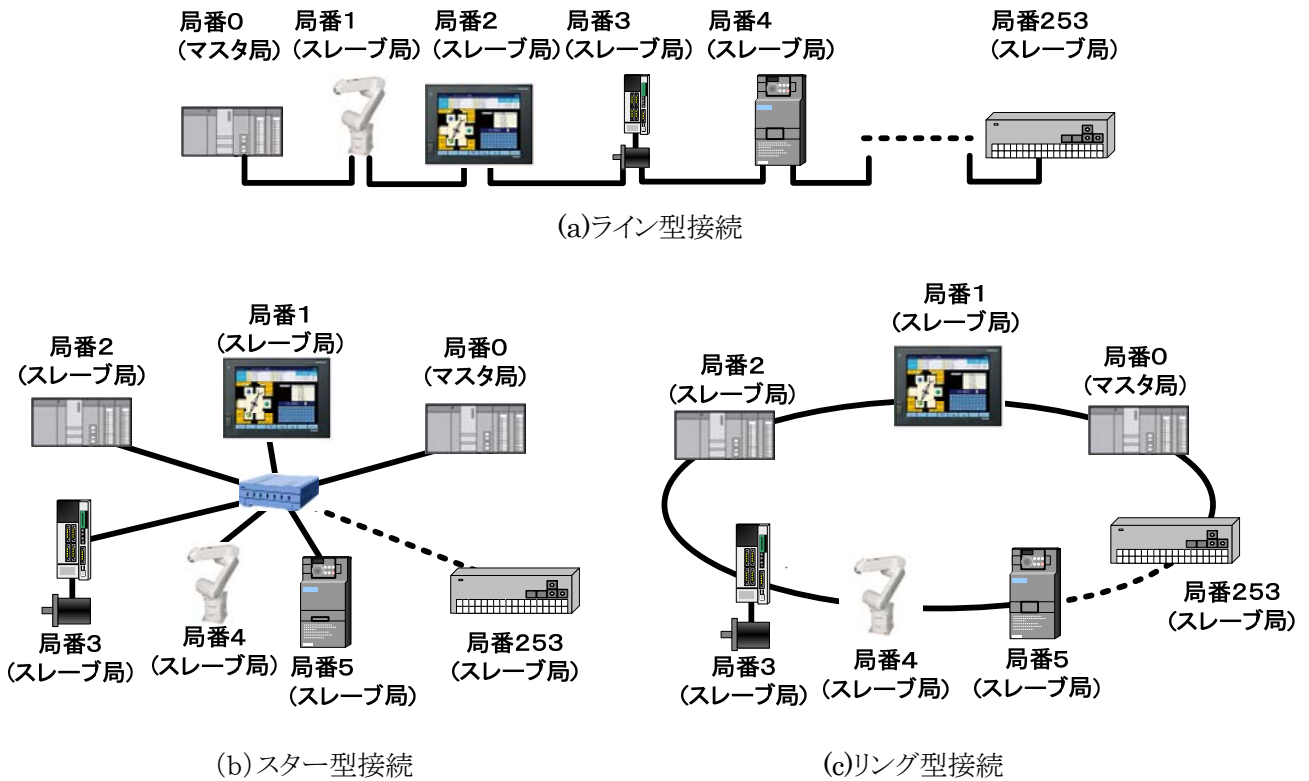 局番0
(マスタ局)
局番1
(スレーブ局)
局番2
(スレーブ局)
局番3
(スレーブ局)
局番4
(スレーブ局)
局番253
(スレーブ局)
(a)ライン型接続
局番1
(スレーブ局)
局番2
(スレーブ局)
局番0
(マスタ局)
局番3
(スレーブ局)
局番4
(スレーブ局)
局番5
(スレーブ局)
局番253
(スレーブ局)
(b)スター型接続
局番1
(スレーブ局)
局番2
(スレーブ局)
局番0
(マスタ局)
局番253
(スレーブ局)
局番3
(スレーブ局)
局番4
(スレーブ局)
局番5
(スレーブ局)
(c)リング型接続